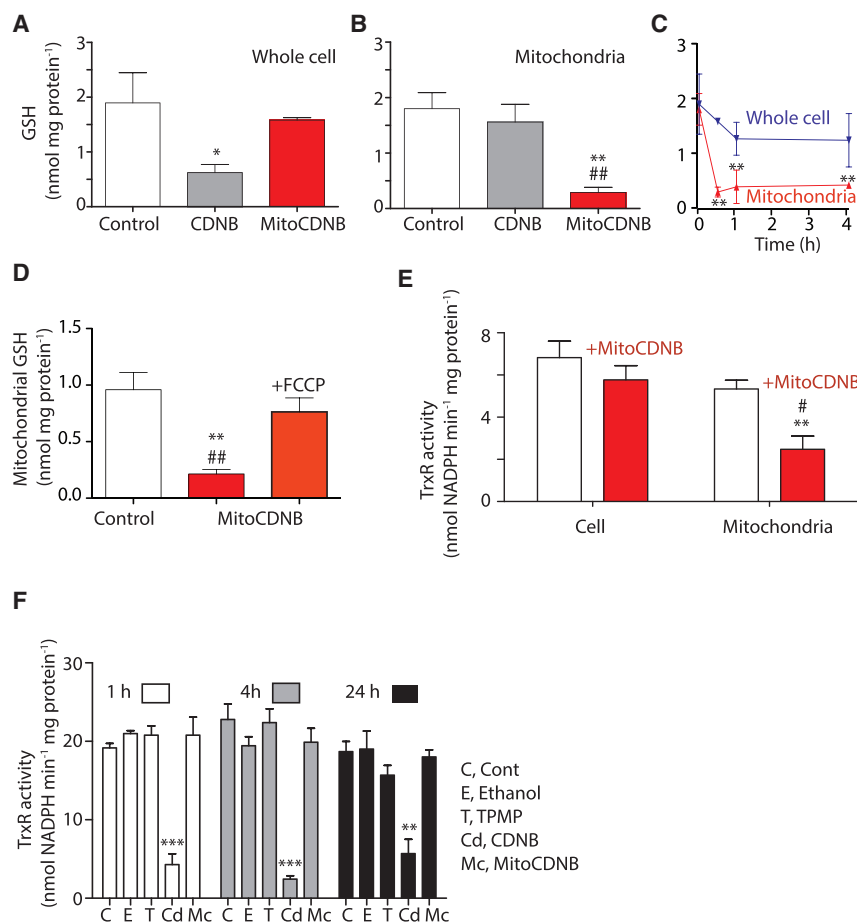 A
3
2
1
0
GSH
(nmol mg protein⁻¹)
Whole cell
*
Control
CDNB
MitoCDNB
B
3
2
1
0
Mitochondria
**
##
Control
CDNB
MitoCDNB
C
3
2
1
0
Whole cell
**
**
**
Mitochondria
0 1 2 3 4
Time (h)
D
1.5
1.0
0.5
0.0
Mitochondrial GSH
(nmol mg protein⁻¹)
+FCCP
**
##
Control
MitoCDNB
E
8
6
4
2
0
TrxR activity
(nmol NADPH min⁻¹ mg protein⁻¹)
+MitoCDNB
+MitoCDNB
#
**
Cell
Mitochondria
F
30
20
10
0
TrxR activity
(nmol NADPH min⁻¹ mg protein⁻¹)
1 h
4h
24 h
***
***
**
C E T Cd Mc C E T Cd Mc C E T Cd Mc
C, Cont
E, Ethanol
T, TPMP
Cd, CDNB
Mc, MitoCDNB